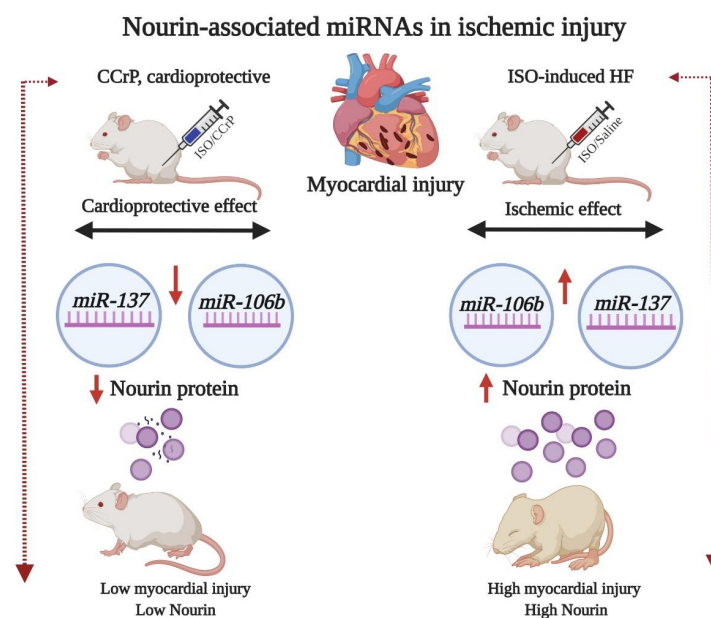 Nourin-associated miRNAs in ischemic injury
CCrP, cardioprotective
ISO/CCrP
Cardioprotective effect
miR-137
miR-106b
Nourin protein
Low myocardial injury
Low Nourin
Myocardial injury
ISO-induced HF
ISO/Saline
Ischemic effect
miR-106b
miR-137
Nourin protein
High myocardial injury
High Nourin